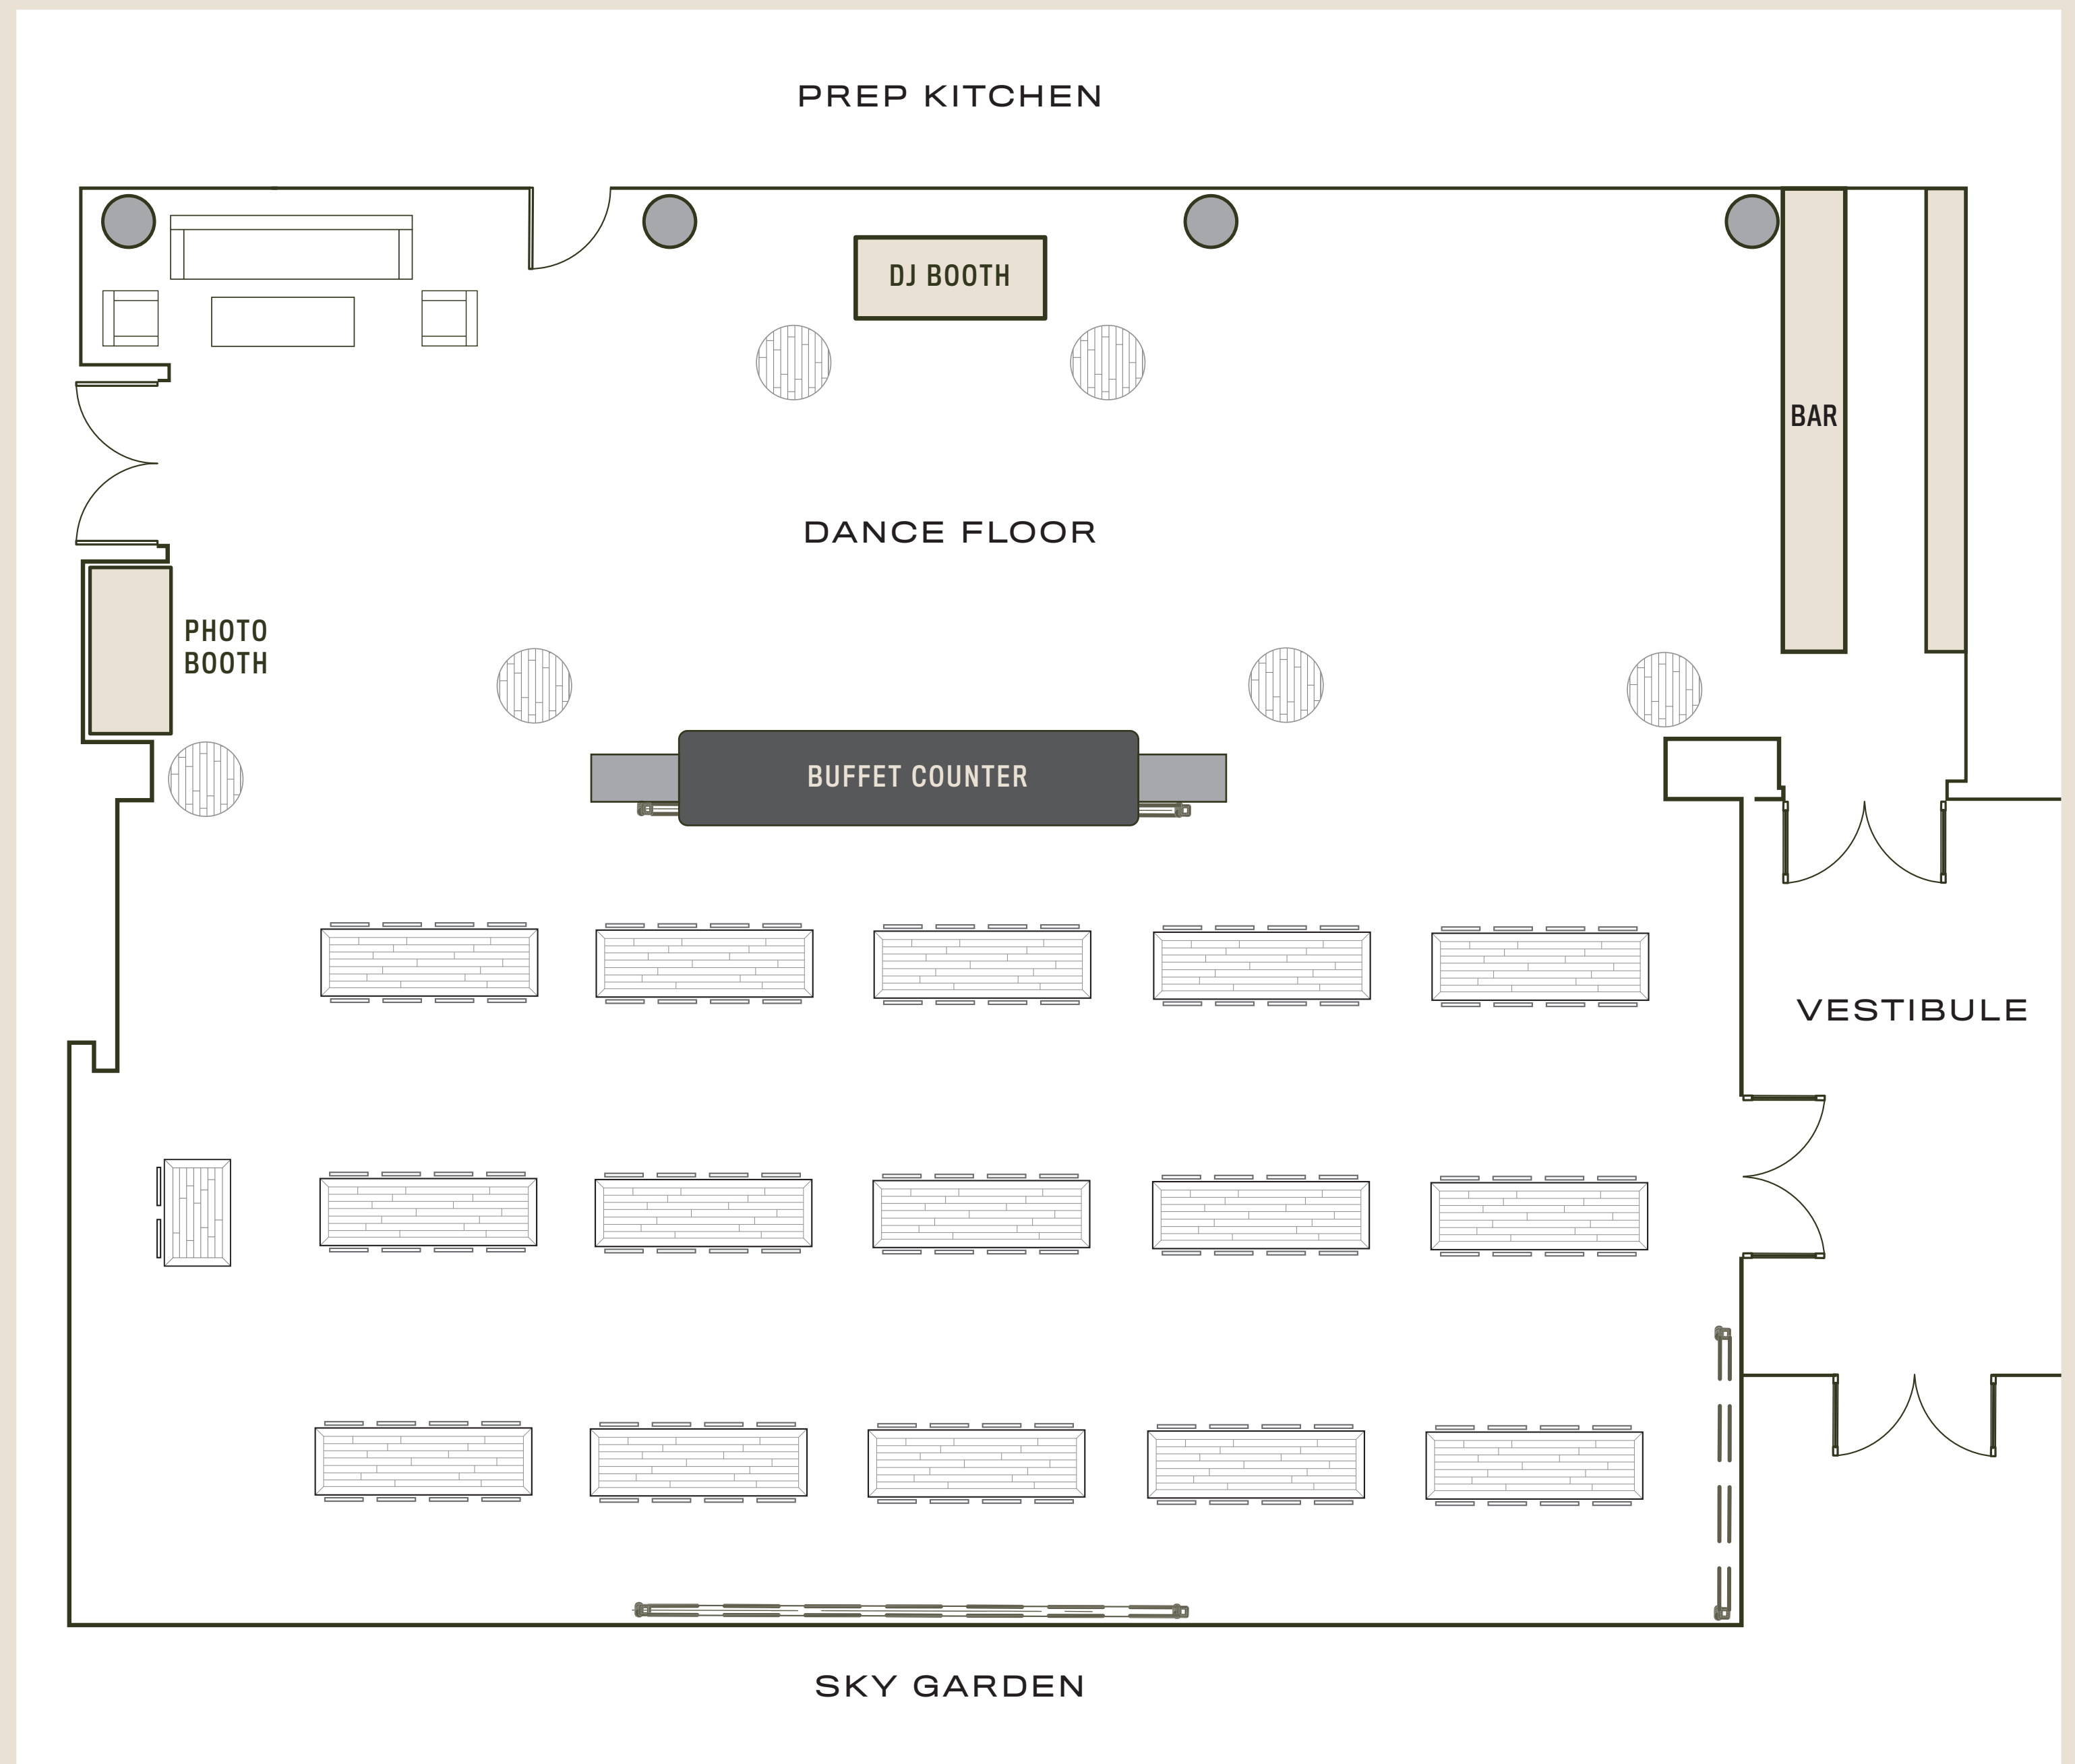 PREP KITCHEN
DJ BOOTH
BAR
DANCE FLOOR
PHOTO
BOOTH
BUFFET COUNTER
VESTIBULE
SKY GARDEN